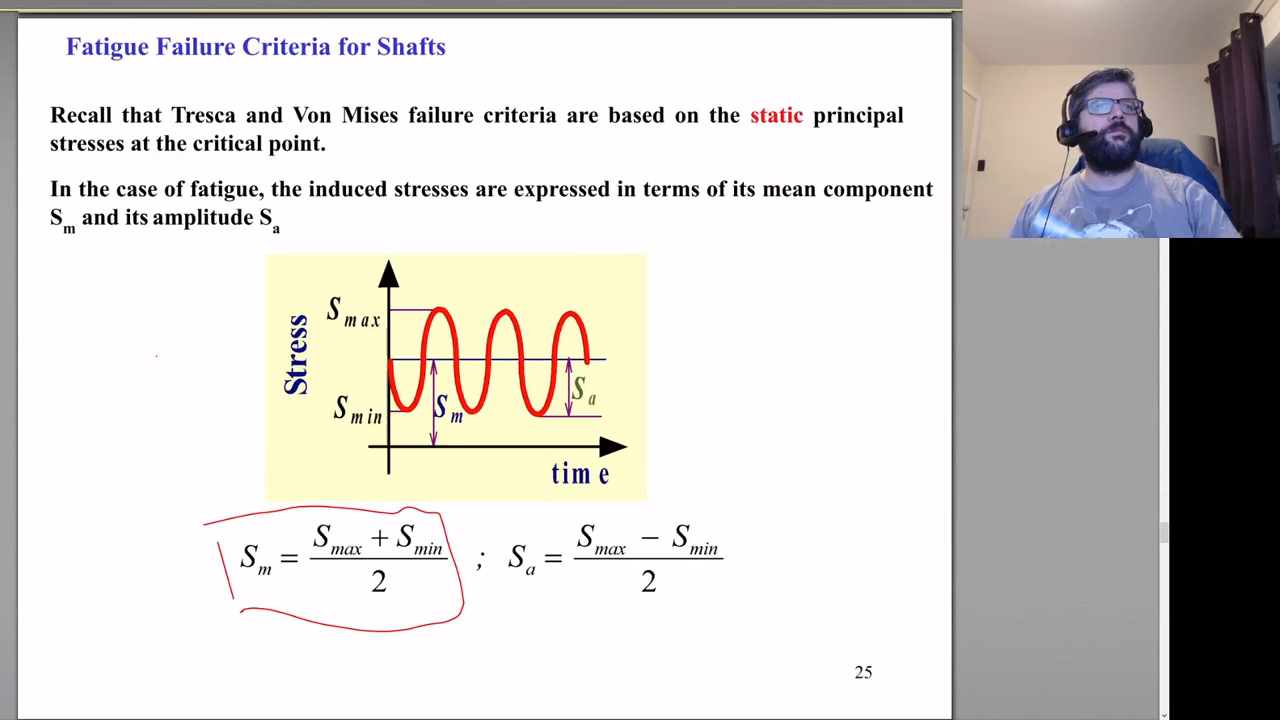 Fatigue Failure Criteria for Shafts
Recall that Tresca and Von Mises failure criteria are based on the static principal
stresses at the critical point.
In the case of fatigue, the induced stresses are expressed in terms of its mean component
Sm and its amplitude Sa
Stress
Smax
Smin
Sm
Sa
time
Sm = (Smax + Smin) / 2 ; Sa = (Smax − Smin) / 2
25